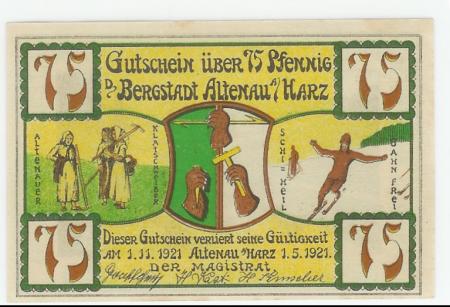 75 75
Gutschein über 75 Pfennig
D. Bergstadt Altenau a/Harz
ALTENAUER
KLATSCHWEIBER
SCHI=HEIL
BAHN FREI
75 75
Dieser Gutschein verliert seine Gültigkeit
AM 1.11.1921 Altenau a/Harz 1.5.1921.
DER MAGISTRAT